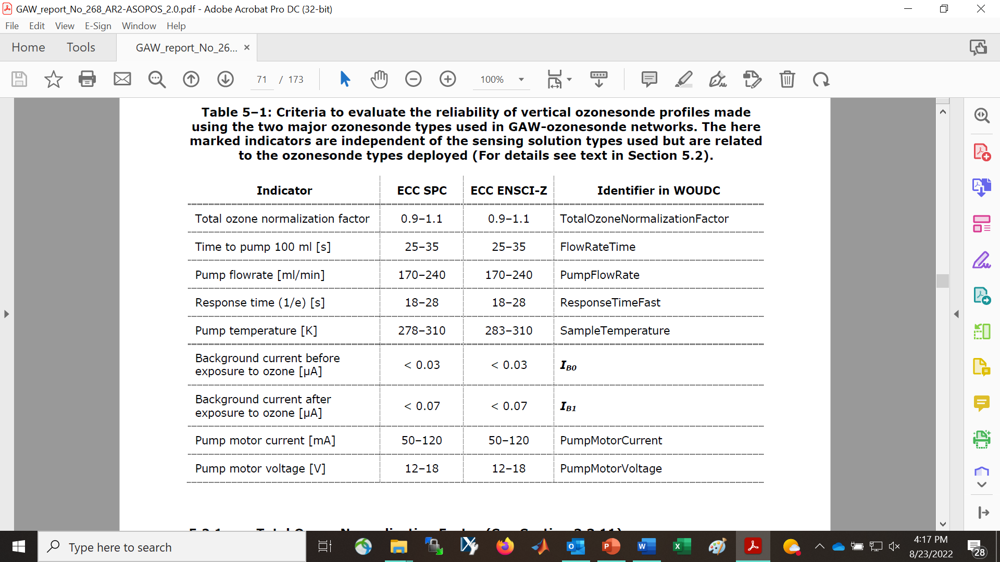 GAW_report_No_268_AR2-ASOPOS_2.0.pdf - Adobe Acrobat Pro DC (32-bit)
File Edit View E-Sign Window Help
Home Tools GAW_report_No_26... ×
71 / 173 100%
Table 5–1: Criteria to evaluate the reliability of vertical ozonesonde profiles made
using the two major ozonesonde types used in GAW-ozonesonde networks. The here
marked indicators are independent of the sensing solution types used but are related
to the ozonesonde types deployed (For details see text in Section 5.2).
Indicator ECC SPC ECC ENSCI-Z Identifier in WOUDC
Total ozone normalization factor 0.9–1.1 0.9–1.1 TotalOzoneNormalizationFactor
Time to pump 100 ml [s] 25–35 25–35 FlowRateTime
Pump flowrate [ml/min] 170–240 170–240 PumpFlowRate
Response time (1/e) [s] 18–28 18–28 ResponseTimeFast
Pump temperature [K] 278–310 283–310 SampleTemperature
Background current before
exposure to ozone [µA] < 0.03 < 0.03 IB0
Background current after
exposure to ozone [µA] < 0.07 < 0.07 IB1
Pump motor current [mA] 50–120 50–120 PumpMotorCurrent
Pump motor voltage [V] 12–18 12–18 PumpMotorVoltage
Type here to search
4:17 PM
8/23/2022
28